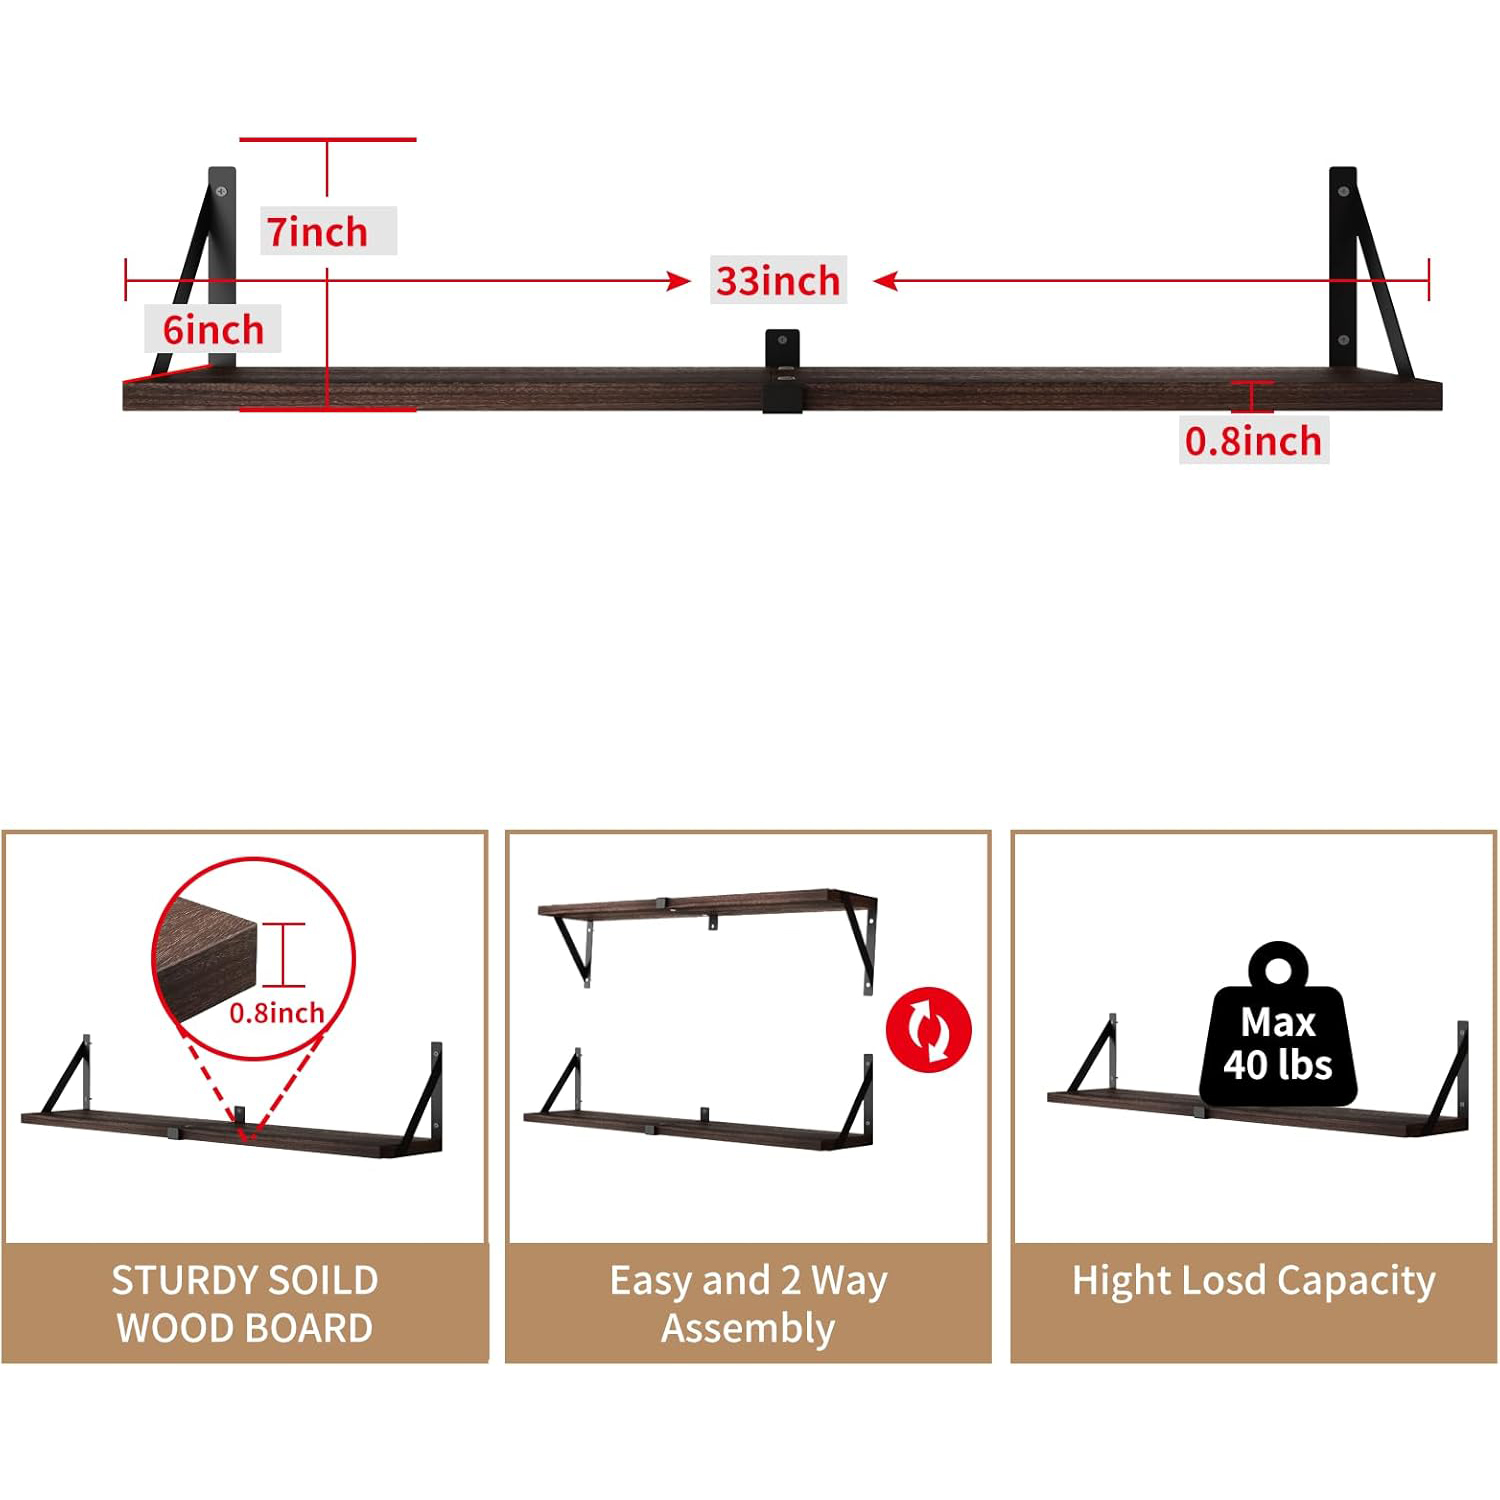 7inch
33inch
6inch
0.8inch
0.8inch
STURDY SOILD
WOOD BOARD
Easy and 2 Way
Assembly
Max
40 lbs
Hight Losd Capacity